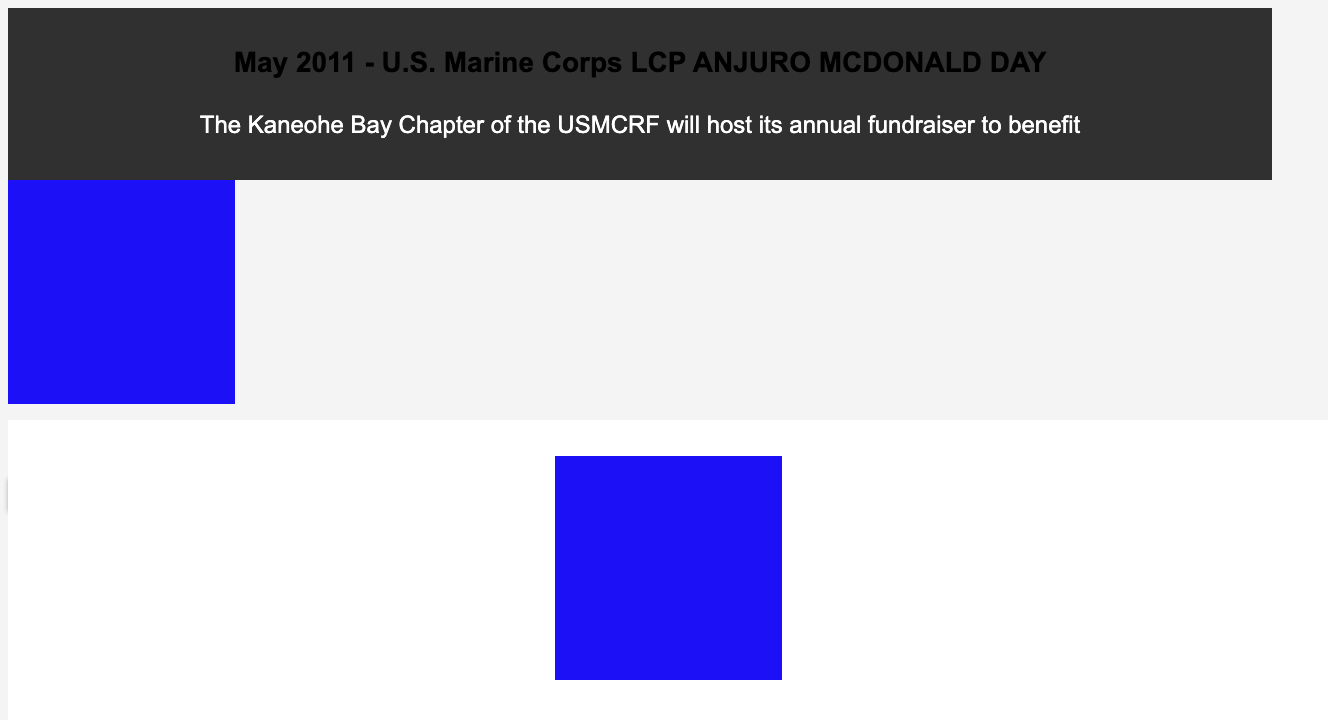 May 2011 - U.S. Marine Corps LCP ANJURO MCDONALD DAY
The Kaneohe Bay Chapter of the USMCRF will host its annual fundraiser to benefit